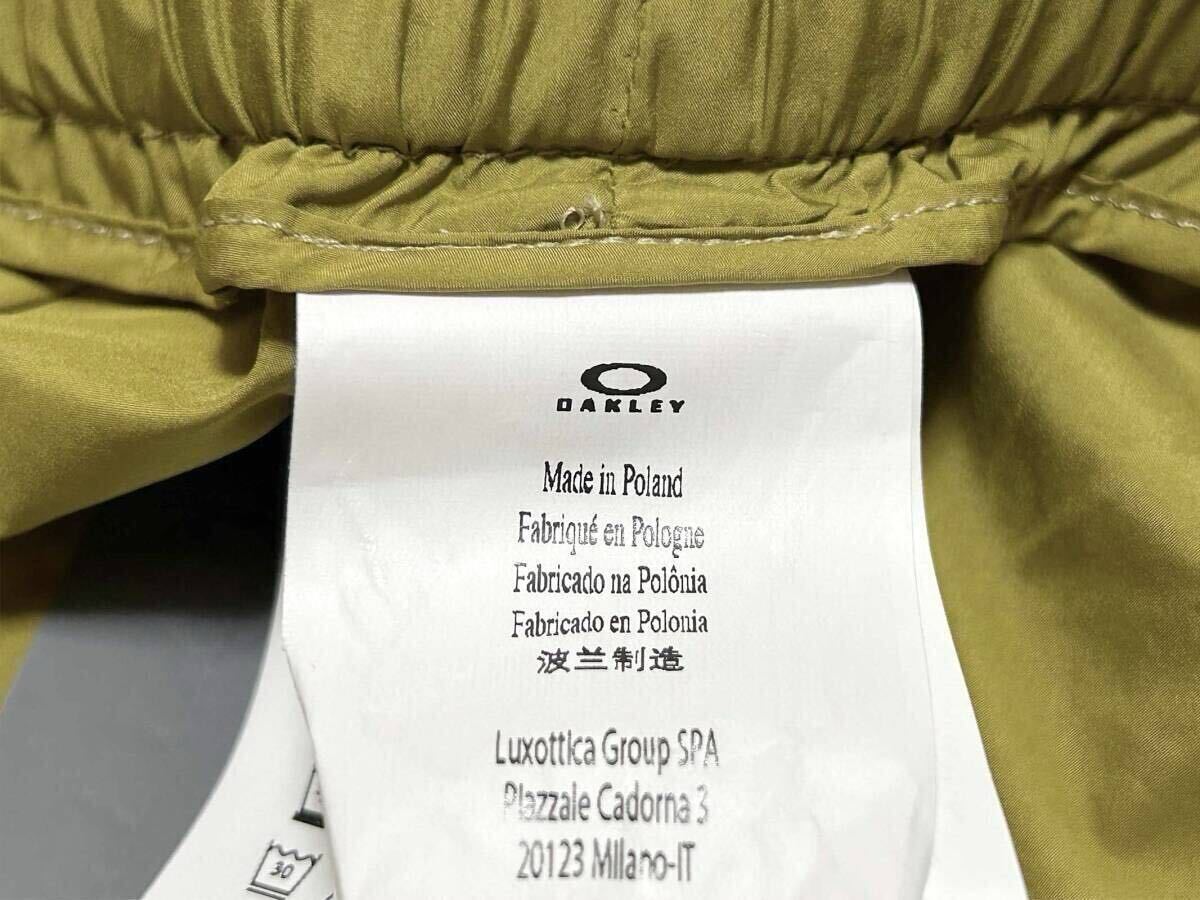 OAKLEY
Made in Poland
Fabriqué en Pologne
Fabricado na Polônia
Fabricado en Polonia
波兰制造
Luxottica Group SPA
Piazzale Cadorna 3
20123 Milano-IT
30